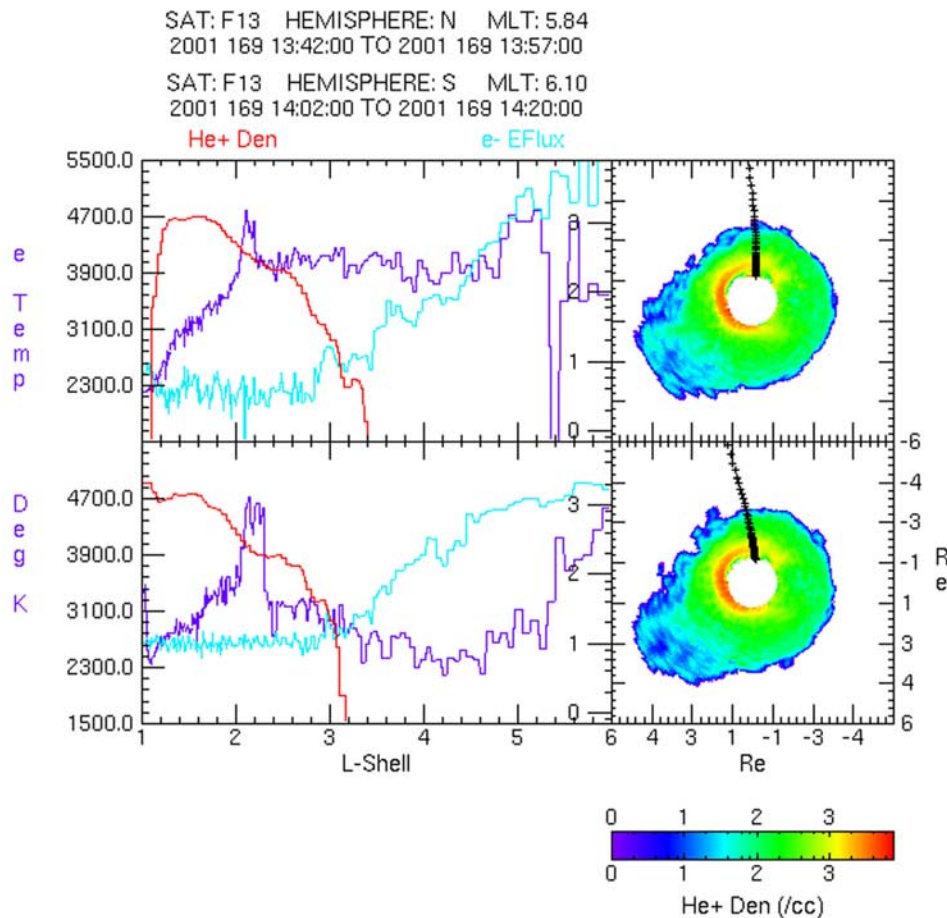 SAT: F13 HEMISPHERE: N MLT: 5.84
2001 169 13:42:00 TO 2001 169 13:57:00
SAT: F13 HEMISPHERE: S MLT: 6.10
2001 169 14:02:00 TO 2001 169 14:20:00
He+ Den e- EFlux
5500.0
4700.0
3900.0
3100.0
2300.0
3
2
1
0
e Temp
-6
4700.0
3900.0
3100.0
2300.0
1500.0
3
2
1
0
Deg K
-4
-3
-1
1
3
4
6
Re
1 2 3 4 5 6 4 3 1 -1 -3 -4
L-Shell Re
0 1 2 3
0 1 2 3
He+ Den (/cc)